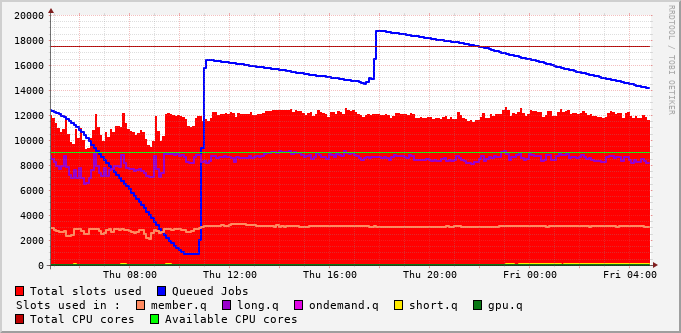 20000
18000
16000
14000
12000
10000
8000
6000
4000
2000
0
Thu 08:00 Thu 12:00 Thu 16:00 Thu 20:00 Fri 00:00 Fri 04:00
RRDTOOL / TOBI OETIKER
Total slots used Queued Jobs
Slots used in : member.q long.q ondemand.q short.q gpu.q
Total CPU cores Available CPU cores